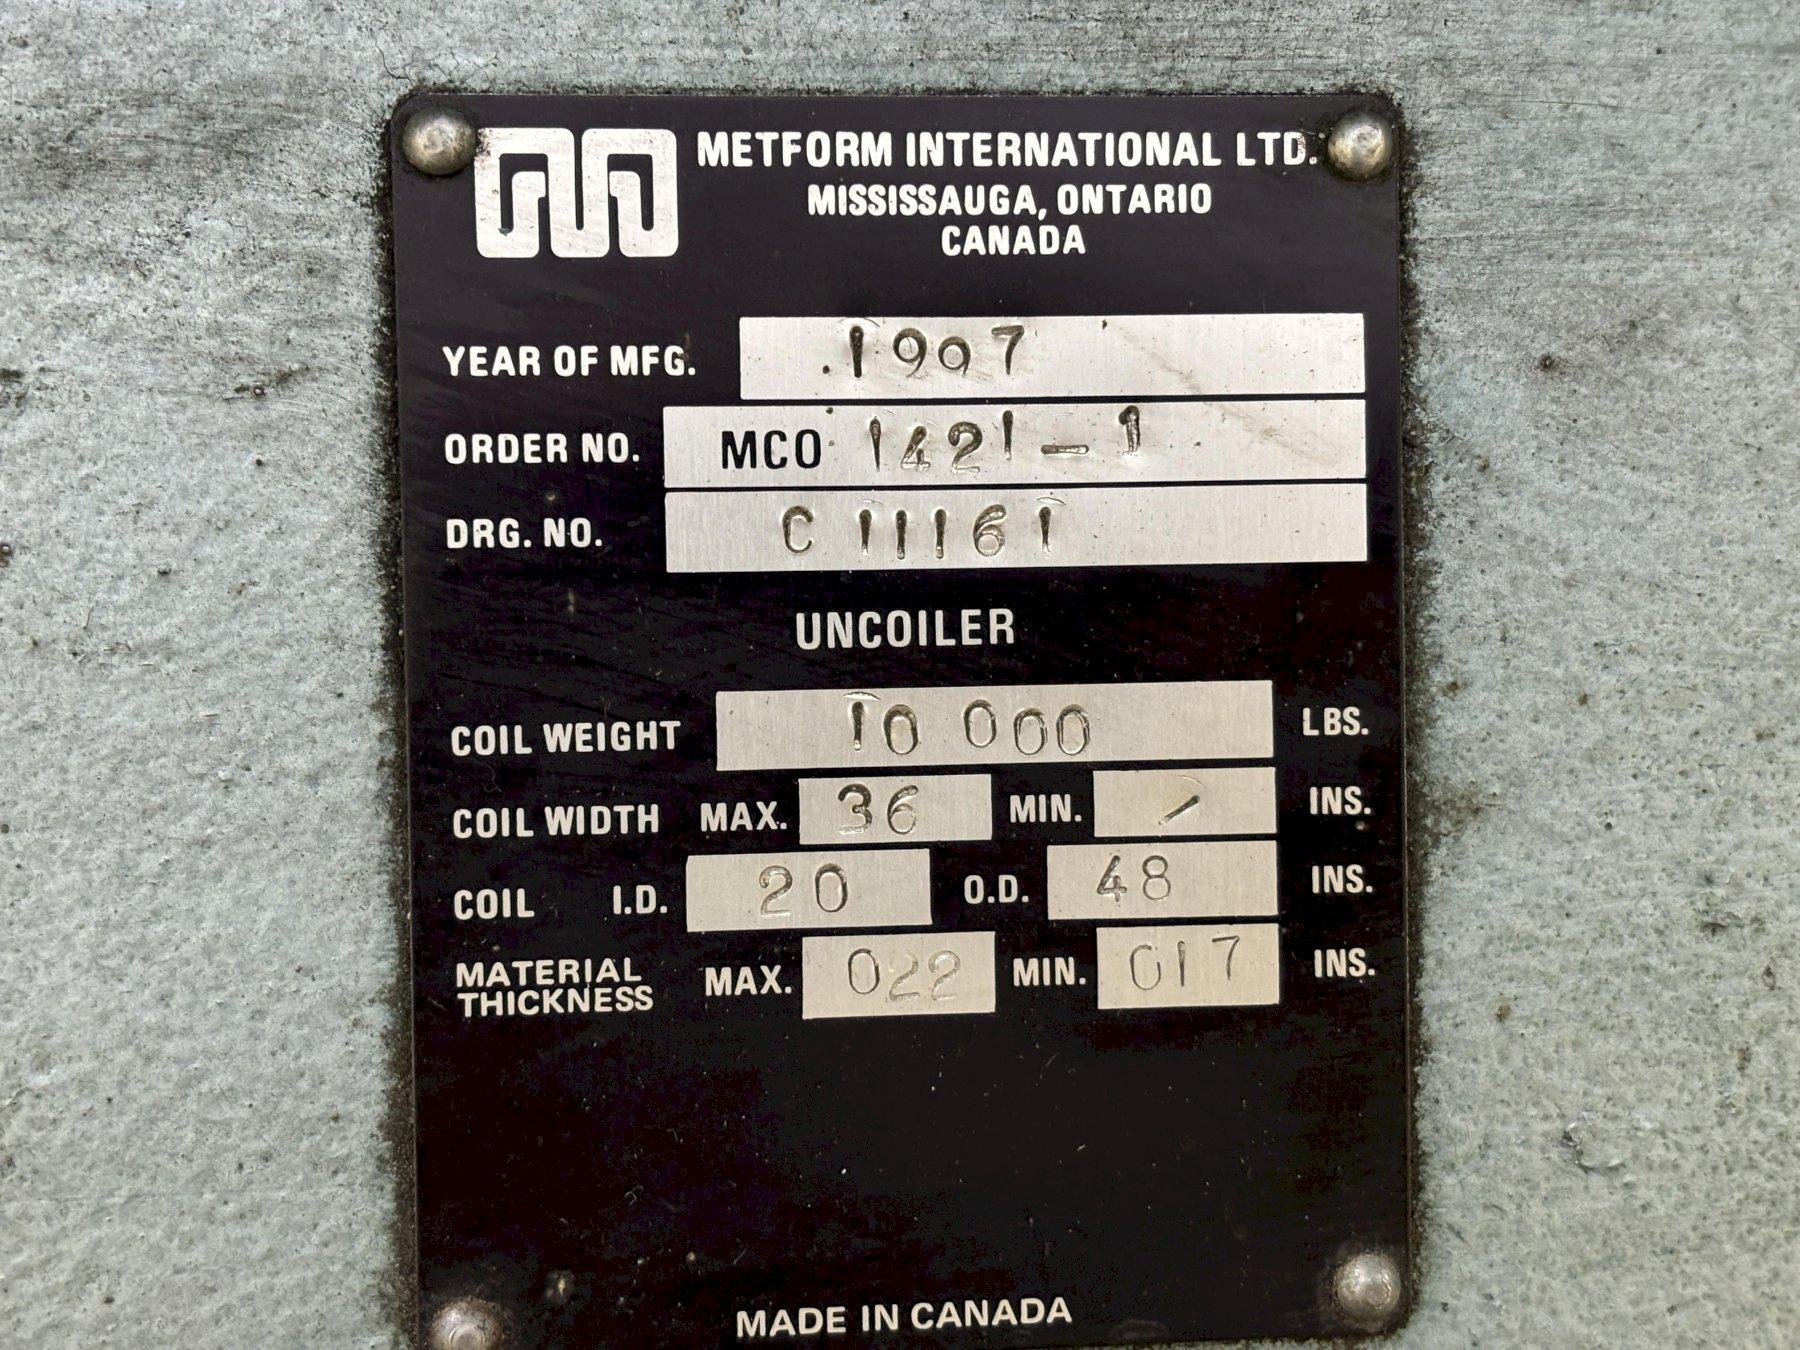 METFORM INTERNATIONAL LTD.
MISSISSAUGA, ONTARIO
CANADA
YEAR OF MFG. 1997
ORDER NO. MCO 1421-1
DRG. NO. C 11161
UNCOILER
COIL WEIGHT 10 000 LBS.
COIL WIDTH MAX. 36 MIN. / INS.
COIL I.D. 20 O.D. 48 INS.
MATERIAL THICKNESS MAX. 022 MIN. 017 INS.
MADE IN CANADA